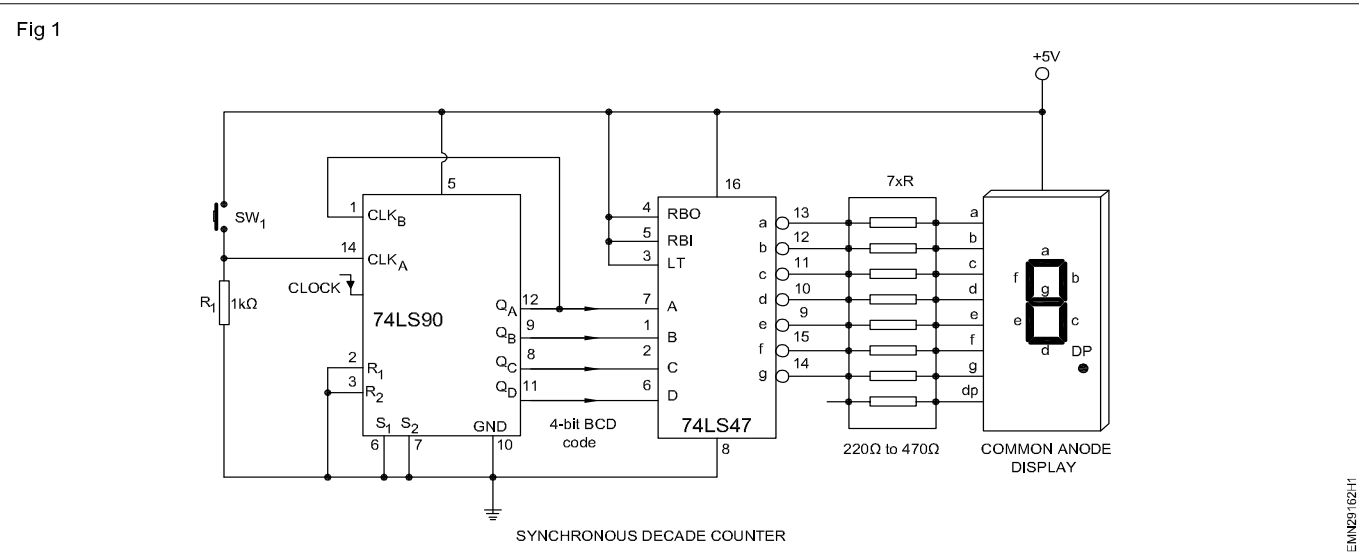 Fig 1
+5V
SW1
R1 1kΩ
CLOCK
5
1 CLKB
14 CLKA
74LS90
QA 12
QB 9
QC 8
QD 11
2 R1
3 R2
S1 S2 GND
6 7 10
4-bit BCD
code
16
4 RBO
5 RBI
3 LT
7 A
1 B
2 C
6 D
a 13
b 12
c 11
d 10
e 9
f 15
g 14
74LS47
8
7xR
220Ω to 470Ω
a
b
c
d
e
f
g
dp
a
f b
g
e c
d DP
COMMON ANODE
DISPLAY
SYNCHRONOUS DECADE COUNTER
EMN29162H1